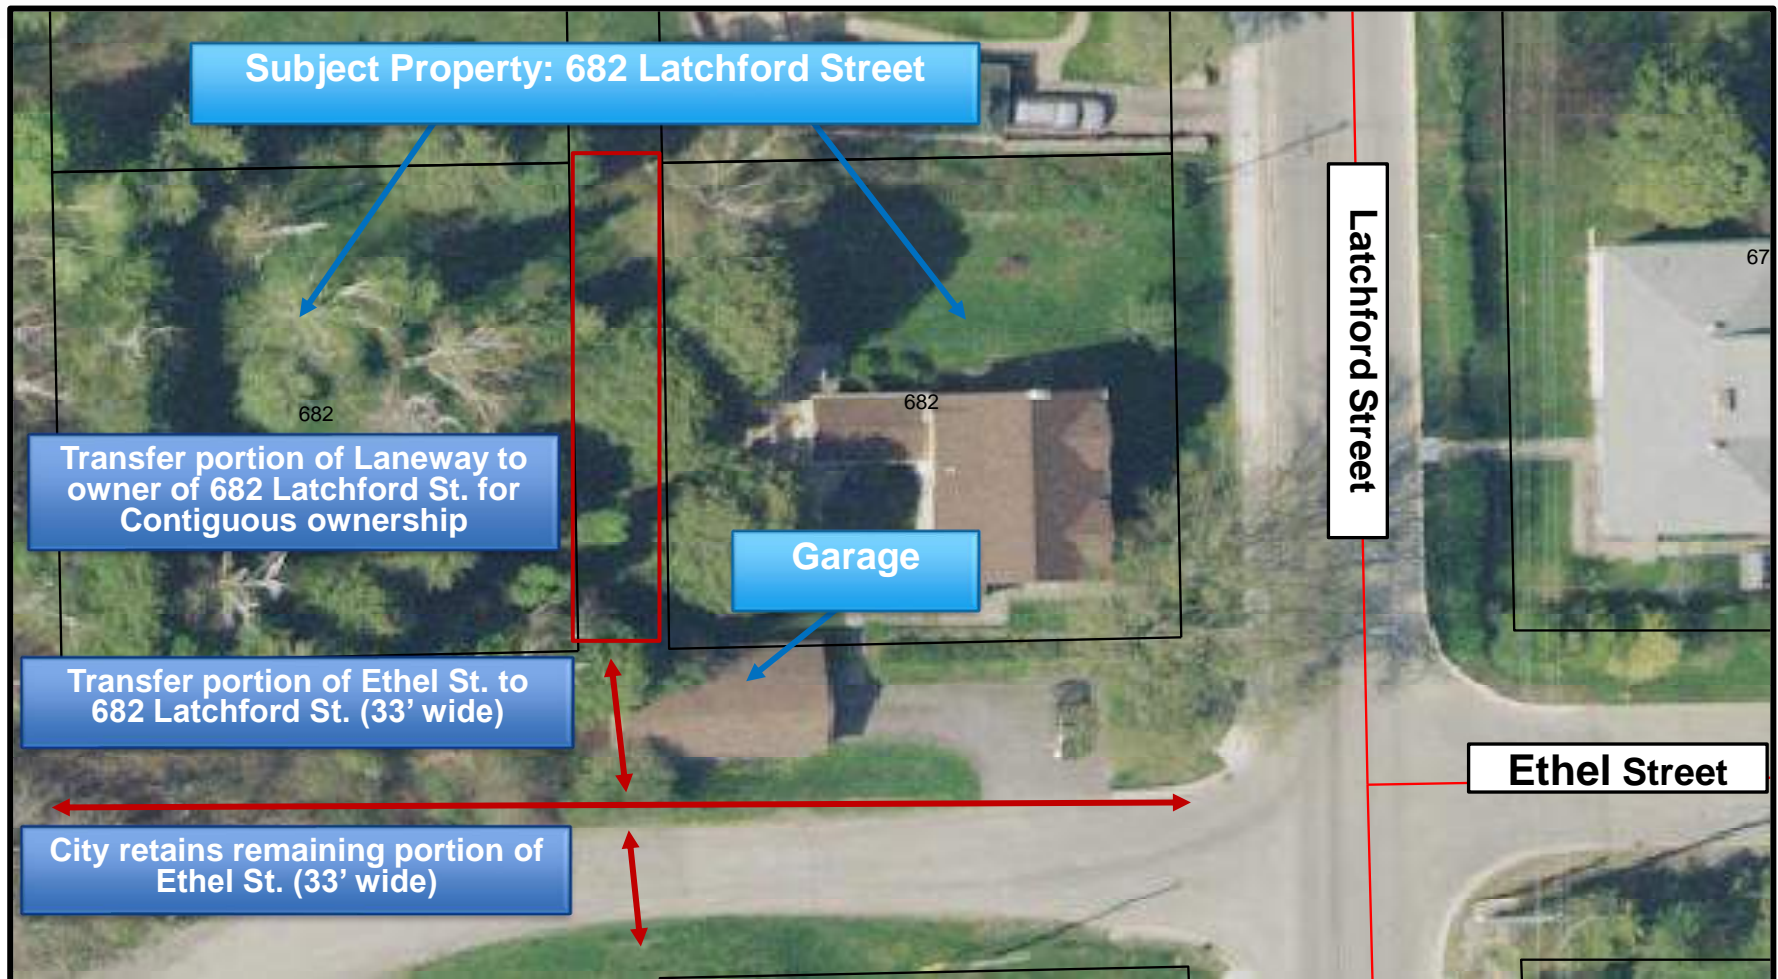 Subject Property: 682 Latchford Street
Latchford Street
67
682
682
Transfer portion of Laneway to
owner of 682 Latchford St. for
Contiguous ownership
Garage
Transfer portion of Ethel St. to
682 Latchford St. (33’ wide)
Ethel Street
City retains remaining portion of
Ethel St. (33’ wide)